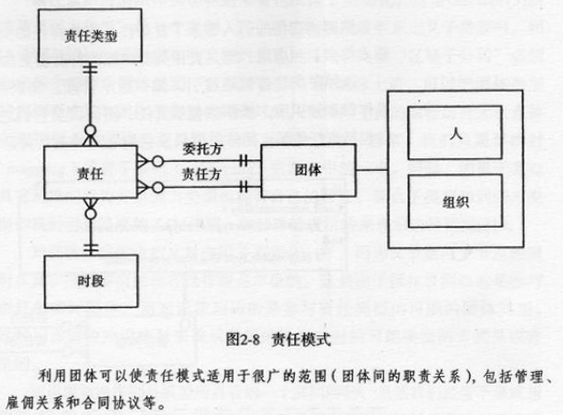 责任类型
人
委托方
责任
团体
责任方
组织
时段
图2-8 责任模式
利用团体可以使责任模式适用于很广的范围(团体间的职责关系),包括管理、
雇佣关系和合同协议等。